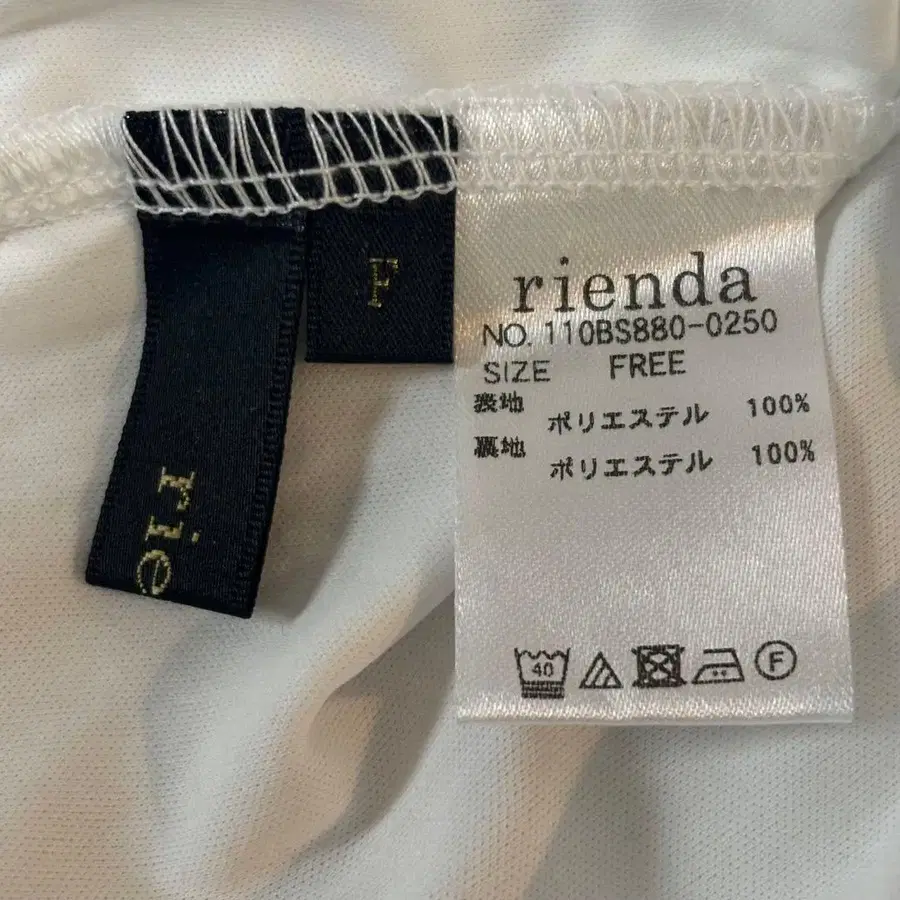 F
rie
rienda
NO. 110BS880-0250
SIZE FREE
表地 ポリエステル 100%
裏地 ポリエステル 100%
40
F